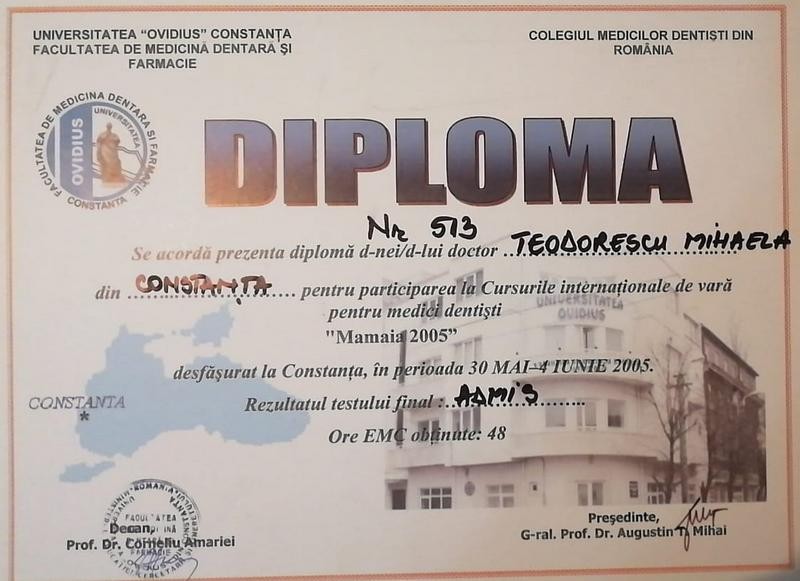 UNIVERSITATEA “OVIDIUS” CONSTANȚA
FACULTATEA DE MEDICINĂ DENTARĂ ȘI
FARMACIE
COLEGIUL MEDICILOR DENTIȘTI DIN
ROMÂNIA
FACULTATEA DE MEDICINA DENTARA SI FARMACIE
UNIVERSITATEA
OVIDIUS
CONSTANTA
DIPLOMA
Nr 513
Se acordă prezenta diplomă d-nei/d-lui doctor TEODORESCU MIHAELA
din CONSTANȚA pentru participarea la Cursurile internaționale de vară
pentru medici dentiști
"Mamaia 2005”
UNIVERSITATEA
OVIDIUS
desfășurat la Constanța, în perioada 30 MAI–4 IUNIE 2005.
CONSTANTA
*
Rezultatul testului final : ADMIS
Ore EMC obținute: 48
ROMANIA
FACULTATEA
FARMACIE
Decan,
Prof. Dr. Corneliu Amariei
Președinte,
G-ral. Prof. Dr. Augustin T. Mihai